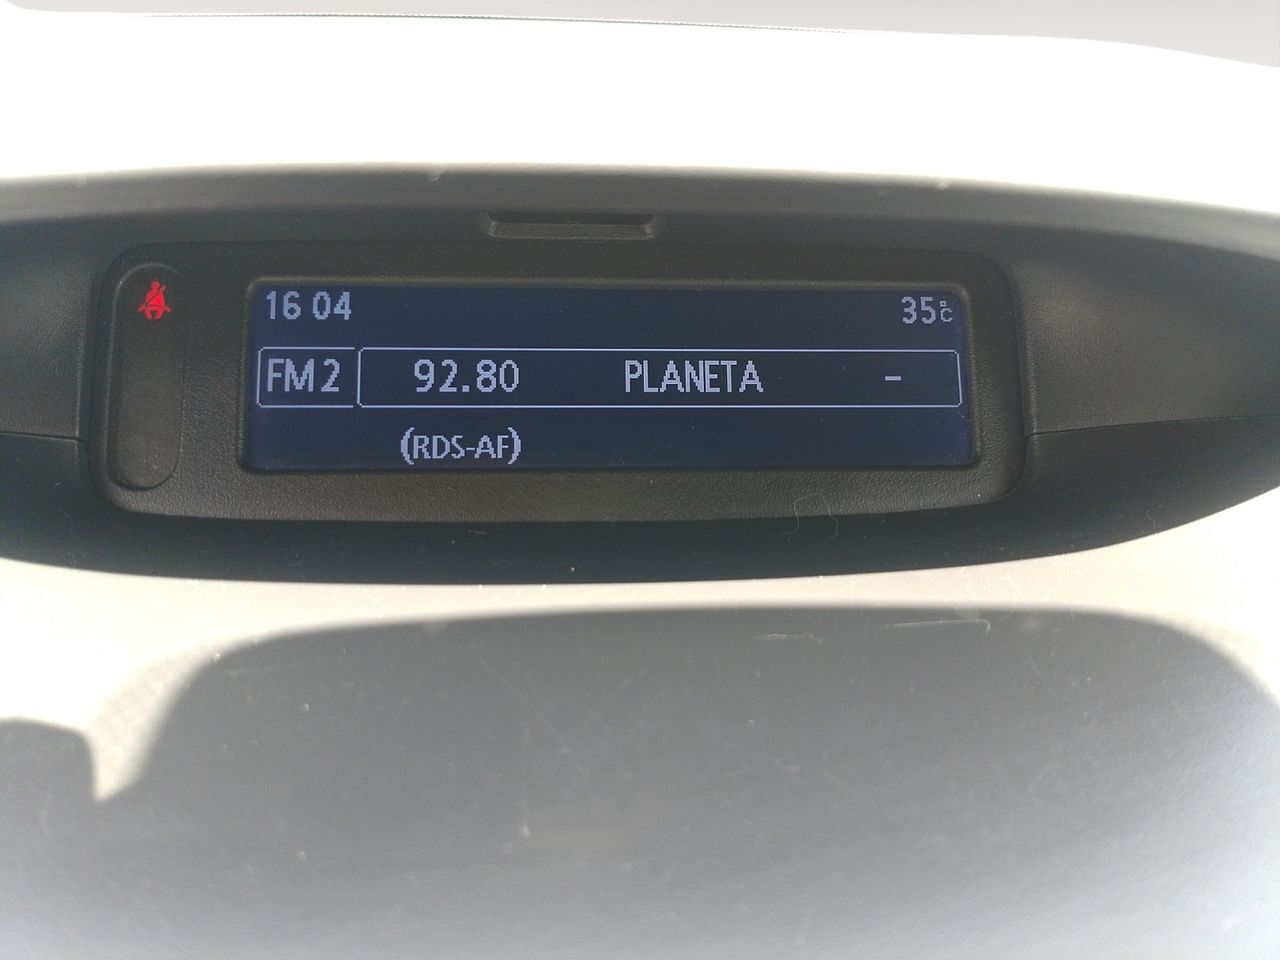 16 04 35°C
FM2 92.80 PLANETA -
(RDS-AF)